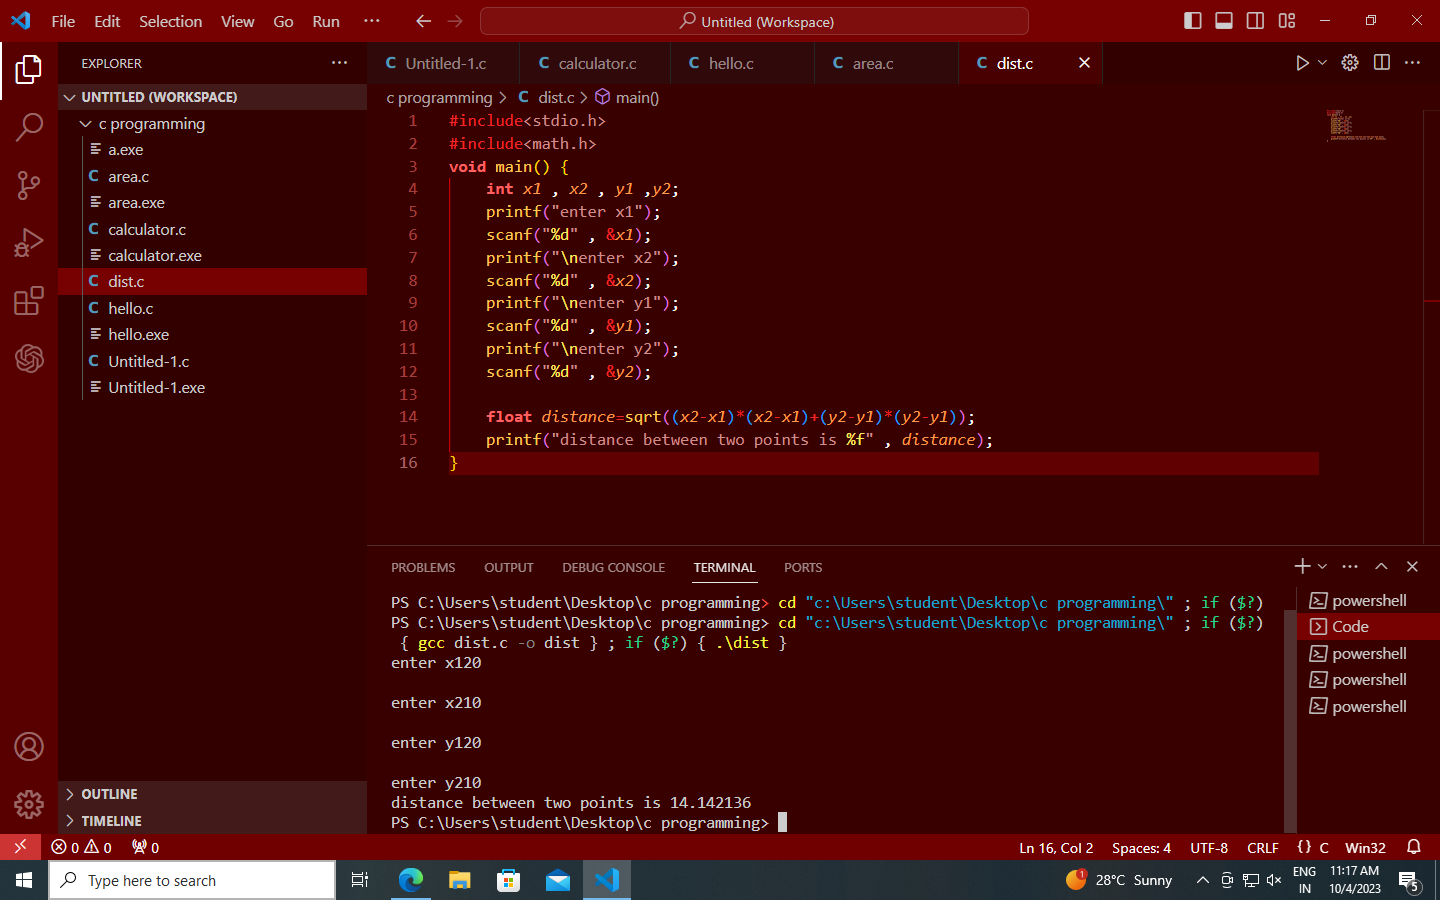 File Edit Selection View Go Run ···
Untitled (Workspace)
EXPLORER
Untitled-1.c
calculator.c
hello.c
area.c
dist.c
UNTITLED (WORKSPACE)
c programming
a.exe
area.c
area.exe
calculator.c
calculator.exe
dist.c
hello.c
hello.exe
Untitled-1.c
Untitled-1.exe
OUTLINE
TIMELINE
c programming > C dist.c > main()
1 #include<stdio.h>
2 #include<math.h>
3 void main() {
4 int x1 , x2 , y1 ,y2;
5 printf("enter x1");
6 scanf("%d" , &x1);
7 printf("\nenter x2");
8 scanf("%d" , &x2);
9 printf("\nenter y1");
10 scanf("%d" , &y1);
11 printf("\nenter y2");
12 scanf("%d" , &y2);
13
14 float distance=sqrt((x2-x1)*(x2-x1)+(y2-y1)*(y2-y1));
15 printf("distance between two points is %f" , distance);
16 }
PROBLEMS OUTPUT DEBUG CONSOLE TERMINAL PORTS
PS C:\Users\student\Desktop\c programming> cd "c:\Users\student\Desktop\c programming\" ; if ($?)
PS C:\Users\student\Desktop\c programming> cd "c:\Users\student\Desktop\c programming\" ; if ($?)
{ gcc dist.c -o dist } ; if ($?) { .\dist }
enter x120
enter x210
enter y120
enter y210
distance between two points is 14.142136
PS C:\Users\student\Desktop\c programming>
powershell
Code
powershell
powershell
powershell
0 0 0 Ln 16, Col 2 Spaces: 4 UTF-8 CRLF {} C Win32
Type here to search
1
28°C Sunny
ENG
IN
11:17 AM
10/4/2023
5